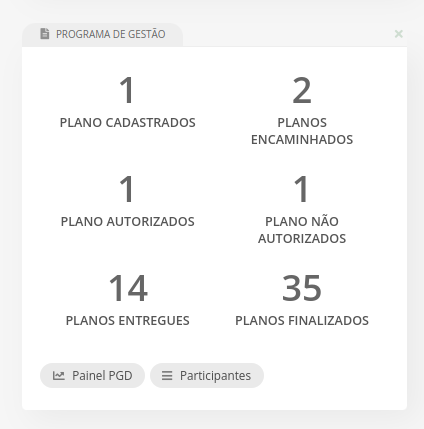 PROGRAMA DE GESTÃO
1
PLANO CADASTRADOS
2
PLANOS
ENCAMINHADOS
1
PLANO AUTORIZADOS
1
PLANO NÃO
AUTORIZADOS
14
PLANOS ENTREGUES
35
PLANOS FINALIZADOS
Painel PGD
Participantes